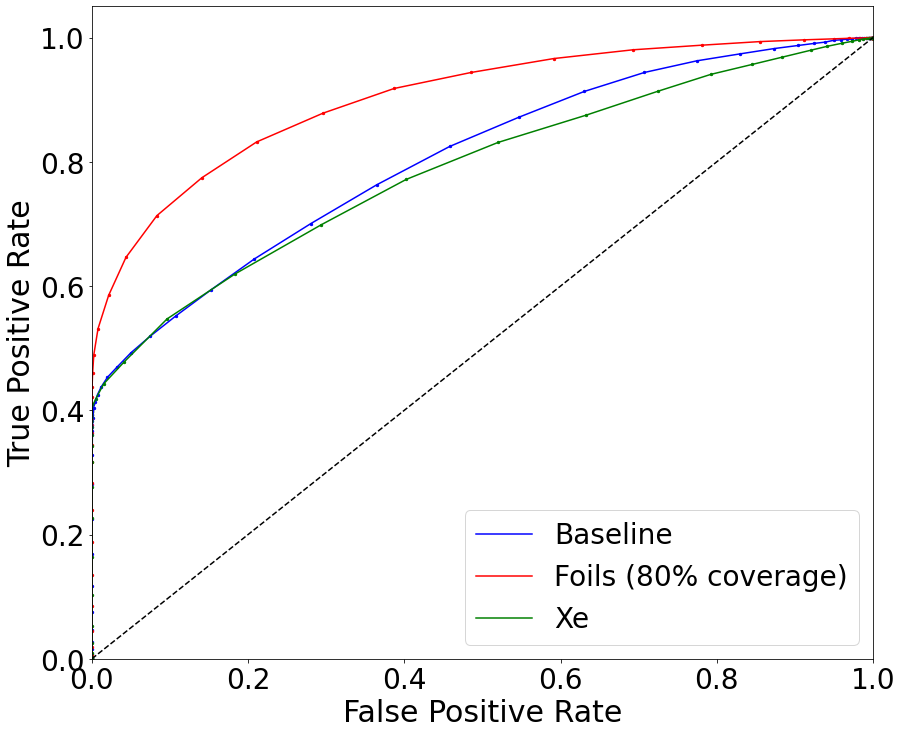 1.0
0.8
0.6
0.4
0.2
0.0
True Positive Rate
Baseline
Foils (80% coverage)
Xe
0.0 0.2 0.4 0.6 0.8 1.0
False Positive Rate